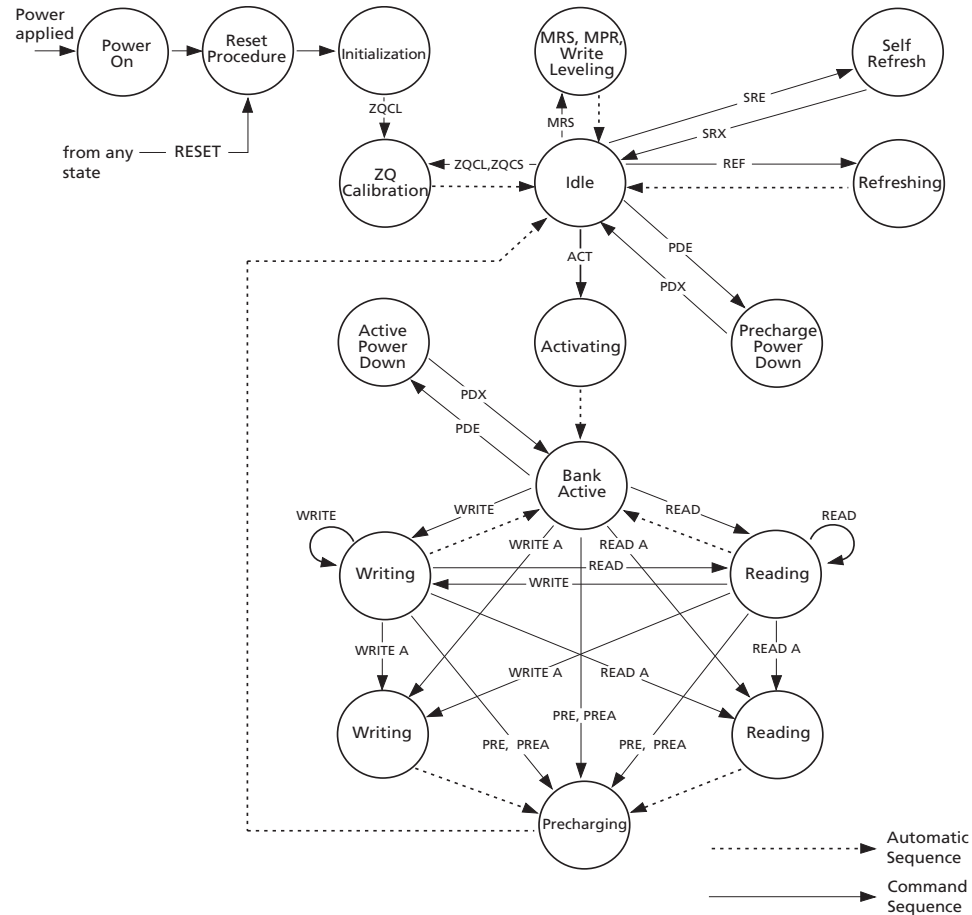 Power
applied
Power
On
Reset
Procedure
Initialization
MRS, MPR,
Write
Leveling
Self
Refresh
ZQCL
MRS
SRE
SRX
from any
state
RESET
ZQ
Calibration
ZQCL,ZQCS
Idle
REF
Refreshing
ACT
PDE
PDX
Active
Power
Down
Activating
Precharge
Power
Down
PDX
PDE
Bank
Active
WRITE
WRITE
READ
READ
WRITE A
READ A
Writing
READ
WRITE
Reading
WRITE A
READ A
WRITE A
READ A
Writing
PRE, PREA
PRE, PREA
PRE, PREA
Reading
Precharging
Automatic
Sequence
Command
Sequence